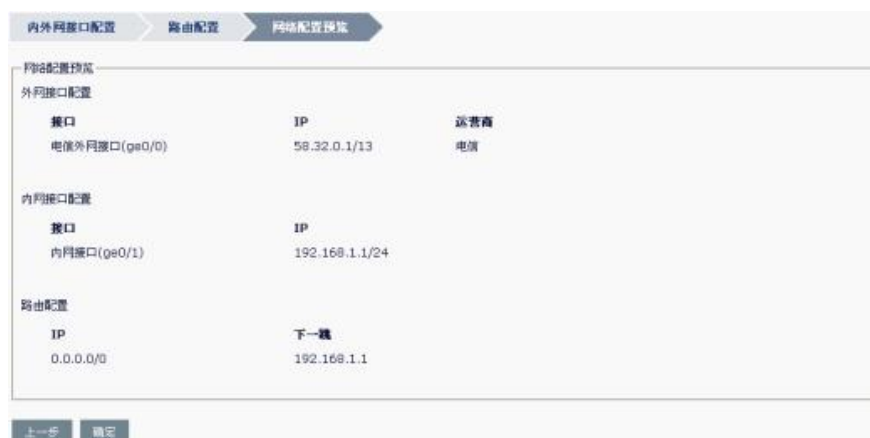 内外网接口配置 路由配置 网络配置预览
网络配置预览
外网接口配置
接口 IP 运营商
电信外网接口(ge0/0) 58.32.0.1/13 电信
内网接口配置
接口 IP
内网接口(ge0/1) 192.168.1.1/24
路由配置
IP 下一跳
0.0.0.0/0 192.168.1.1
上一步 确定